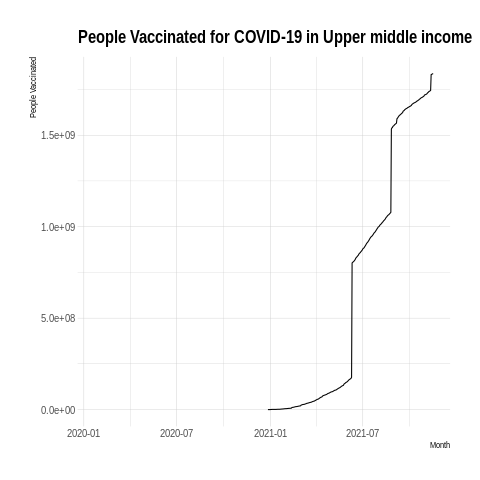 People Vaccinated for COVID-19 in Upper middle income
People Vaccinated
1.5e+09
1.0e+09
5.0e+08
0.0e+00
2020-01 2020-07 2021-01 2021-07
Month